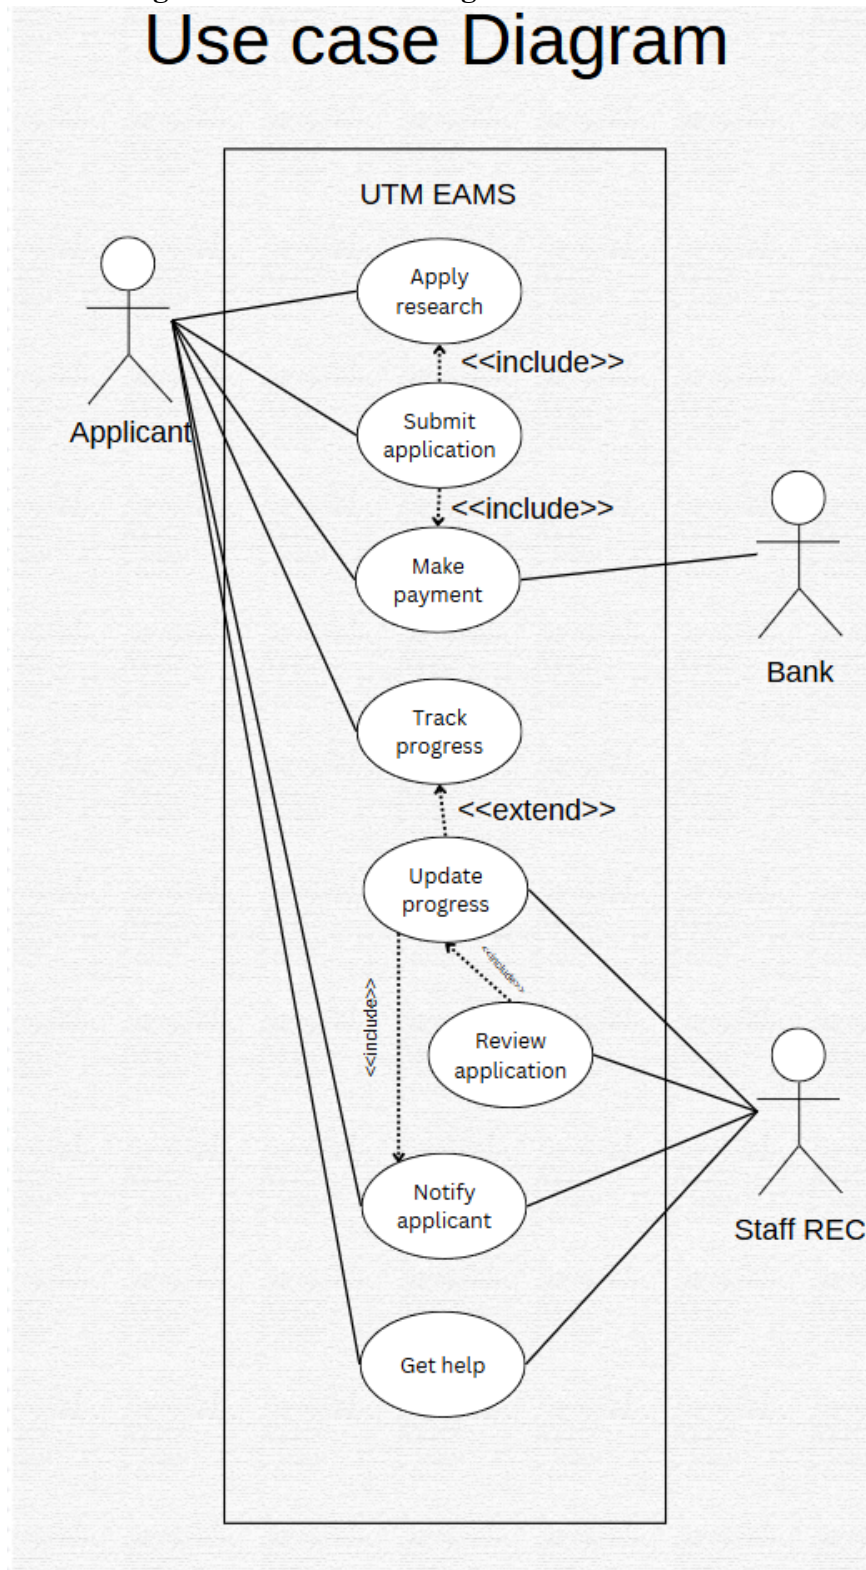 Use case Diagram
UTM EAMS
Apply
research
<<include>>
Submit
application
Applicant
<<include>>
Make
payment
Bank
Track
progress
<<extend>>
Update
progress
<<include>>
<<include>>
Review
application
Notify
applicant
Staff REC
Get help